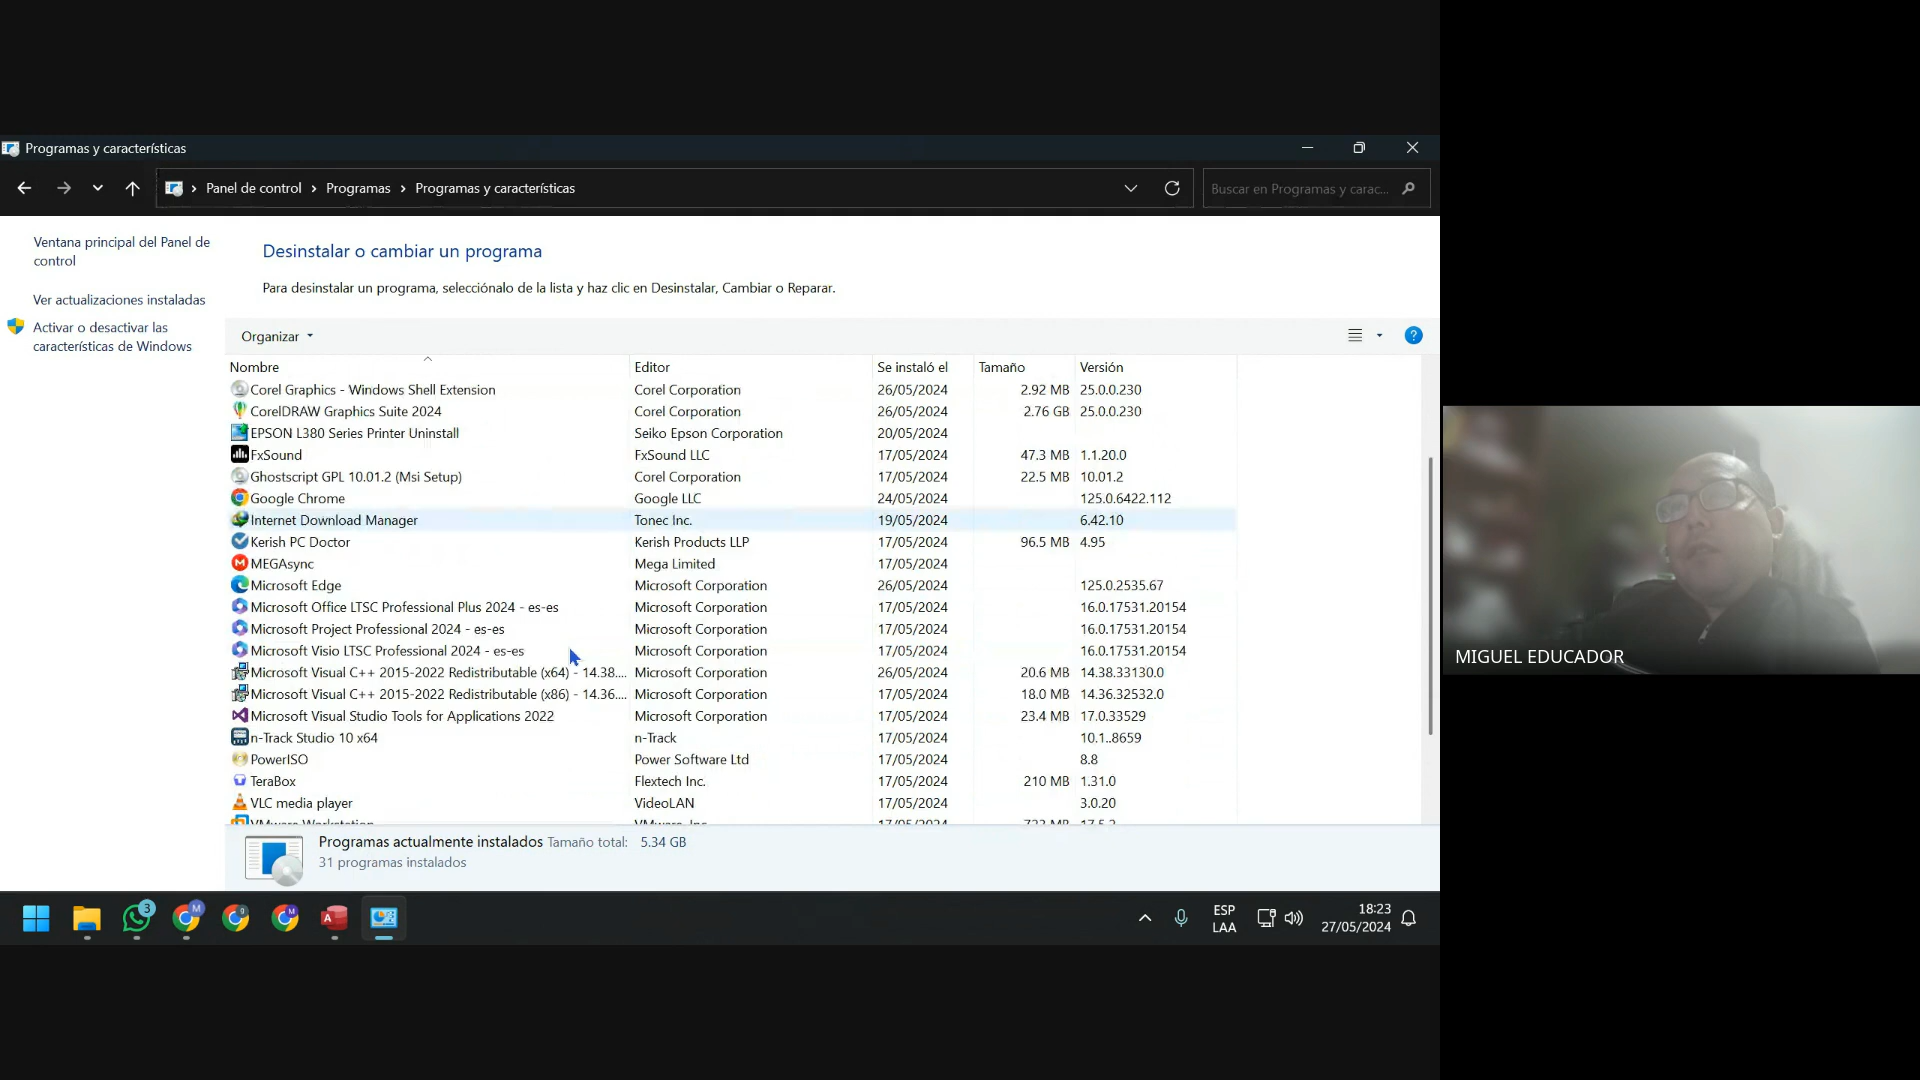 Programas y características
Panel de control > Programas > Programas y características
Buscar en Programas y carac...
Ventana principal del Panel de
control
Ver actualizaciones instaladas
Activar o desactivar las
características de Windows
Desinstalar o cambiar un programa
Para desinstalar un programa, selecciónalo de la lista y haz clic en Desinstalar, Cambiar o Reparar.
Organizar
Nombre Editor Se instaló el Tamaño Versión
Corel Graphics - Windows Shell Extension Corel Corporation 26/05/2024 2.92 MB 25.0.0.230
CorelDRAW Graphics Suite 2024 Corel Corporation 26/05/2024 2.76 GB 25.0.0.230
EPSON L380 Series Printer Uninstall Seiko Epson Corporation 20/05/2024
FxSound FxSound LLC 17/05/2024 47.3 MB 1.1.20.0
Ghostscript GPL 10.01.2 (Msi Setup) Corel Corporation 17/05/2024 22.5 MB 10.01.2
Google Chrome Google LLC 24/05/2024 125.0.6422.112
Internet Download Manager Tonec Inc. 19/05/2024 6.42.10
Kerish PC Doctor Kerish Products LLP 17/05/2024 96.5 MB 4.95
MEGAsync Mega Limited 17/05/2024
Microsoft Edge Microsoft Corporation 26/05/2024 125.0.2535.67
Microsoft Office LTSC Professional Plus 2024 - es-es Microsoft Corporation 17/05/2024 16.0.17531.20154
Microsoft Project Professional 2024 - es-es Microsoft Corporation 17/05/2024 16.0.17531.20154
Microsoft Visio LTSC Professional 2024 - es-es Microsoft Corporation 17/05/2024 16.0.17531.20154
Microsoft Visual C++ 2015-2022 Redistributable (x64) - 14.38.... Microsoft Corporation 26/05/2024 20.6 MB 14.38.33130.0
Microsoft Visual C++ 2015-2022 Redistributable (x86) - 14.36.... Microsoft Corporation 17/05/2024 18.0 MB 14.36.32532.0
Microsoft Visual Studio Tools for Applications 2022 Microsoft Corporation 17/05/2024 23.4 MB 17.0.33529
n-Track Studio 10 x64 n-Track 17/05/2024 10.1..8659
PowerISO Power Software Ltd 17/05/2024 8.8
TeraBox Flextech Inc. 17/05/2024 210 MB 1.31.0
VLC media player VideoLAN 17/05/2024 3.0.20
VMware Workstation VMware, Inc. 17/05/2024
Programas actualmente instalados Tamaño total: 5.34 GB
31 programas instalados
MIGUEL EDUCADOR
3
ESP
LAA
18:23
27/05/2024